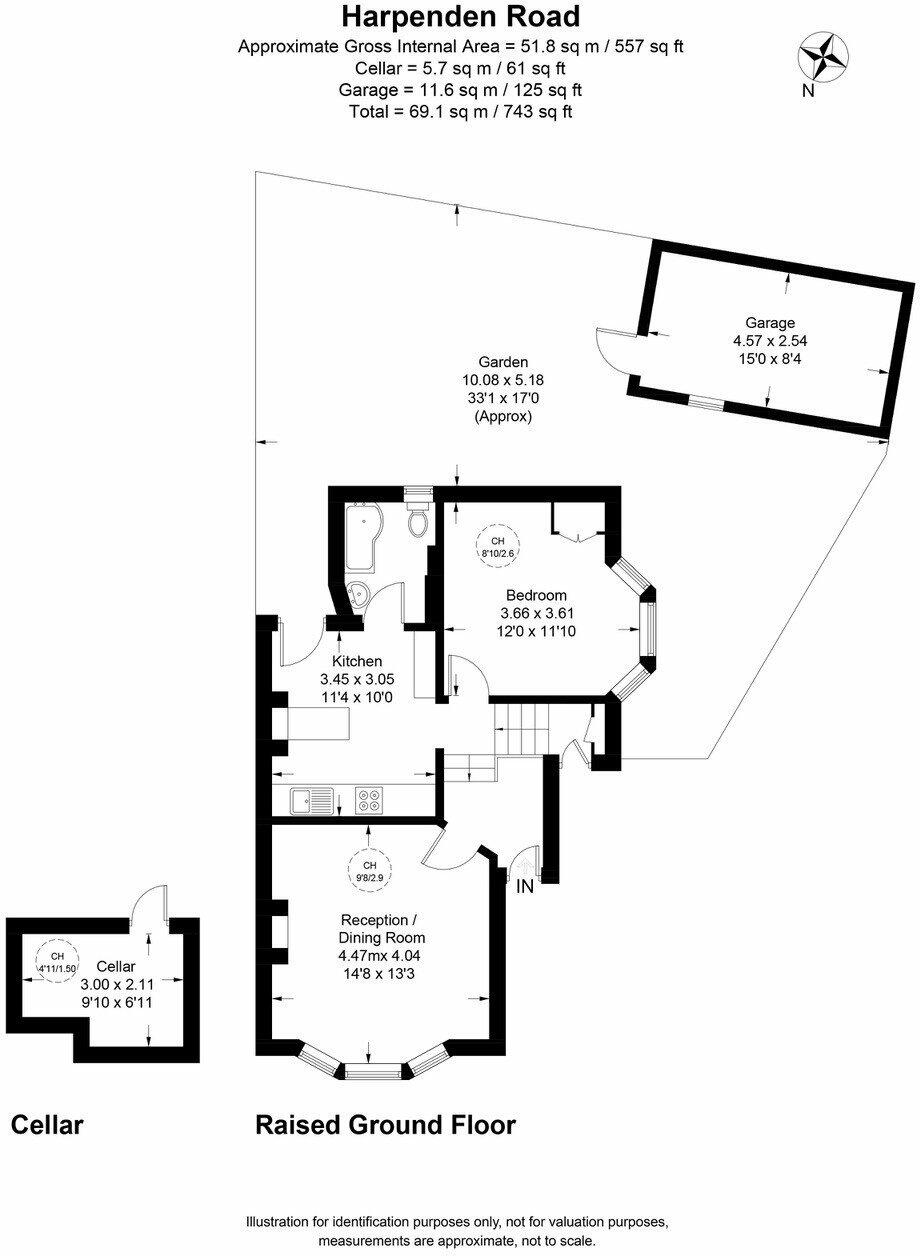 Harpenden Road
Approximate Gross Internal Area = 51.8 sq m / 557 sq ft
Cellar = 5.7 sq m / 61 sq ft
Garage = 11.6 sq m / 125 sq ft
Total = 69.1 sq m / 743 sq ft
N
Garage
4.57 x 2.54
15'0 x 8'4
Garden
10.08 x 5.18
33'1 x 17'0
(Approx)
CH
8'10/2.6
Bedroom
3.66 x 3.61
12'0 x 11'10
Kitchen
3.45 x 3.05
11'4 x 10'0
CH
9'8/2.9
IN
Reception /
Dining Room
4.47mx 4.04
14'8 x 13'3
CH
4'11/1.50
Cellar
3.00 x 2.11
9'10 x 6'11
Cellar
Raised Ground Floor
Illustration for identification purposes only, not for valuation purposes,
measurements are approximate, not to scale.